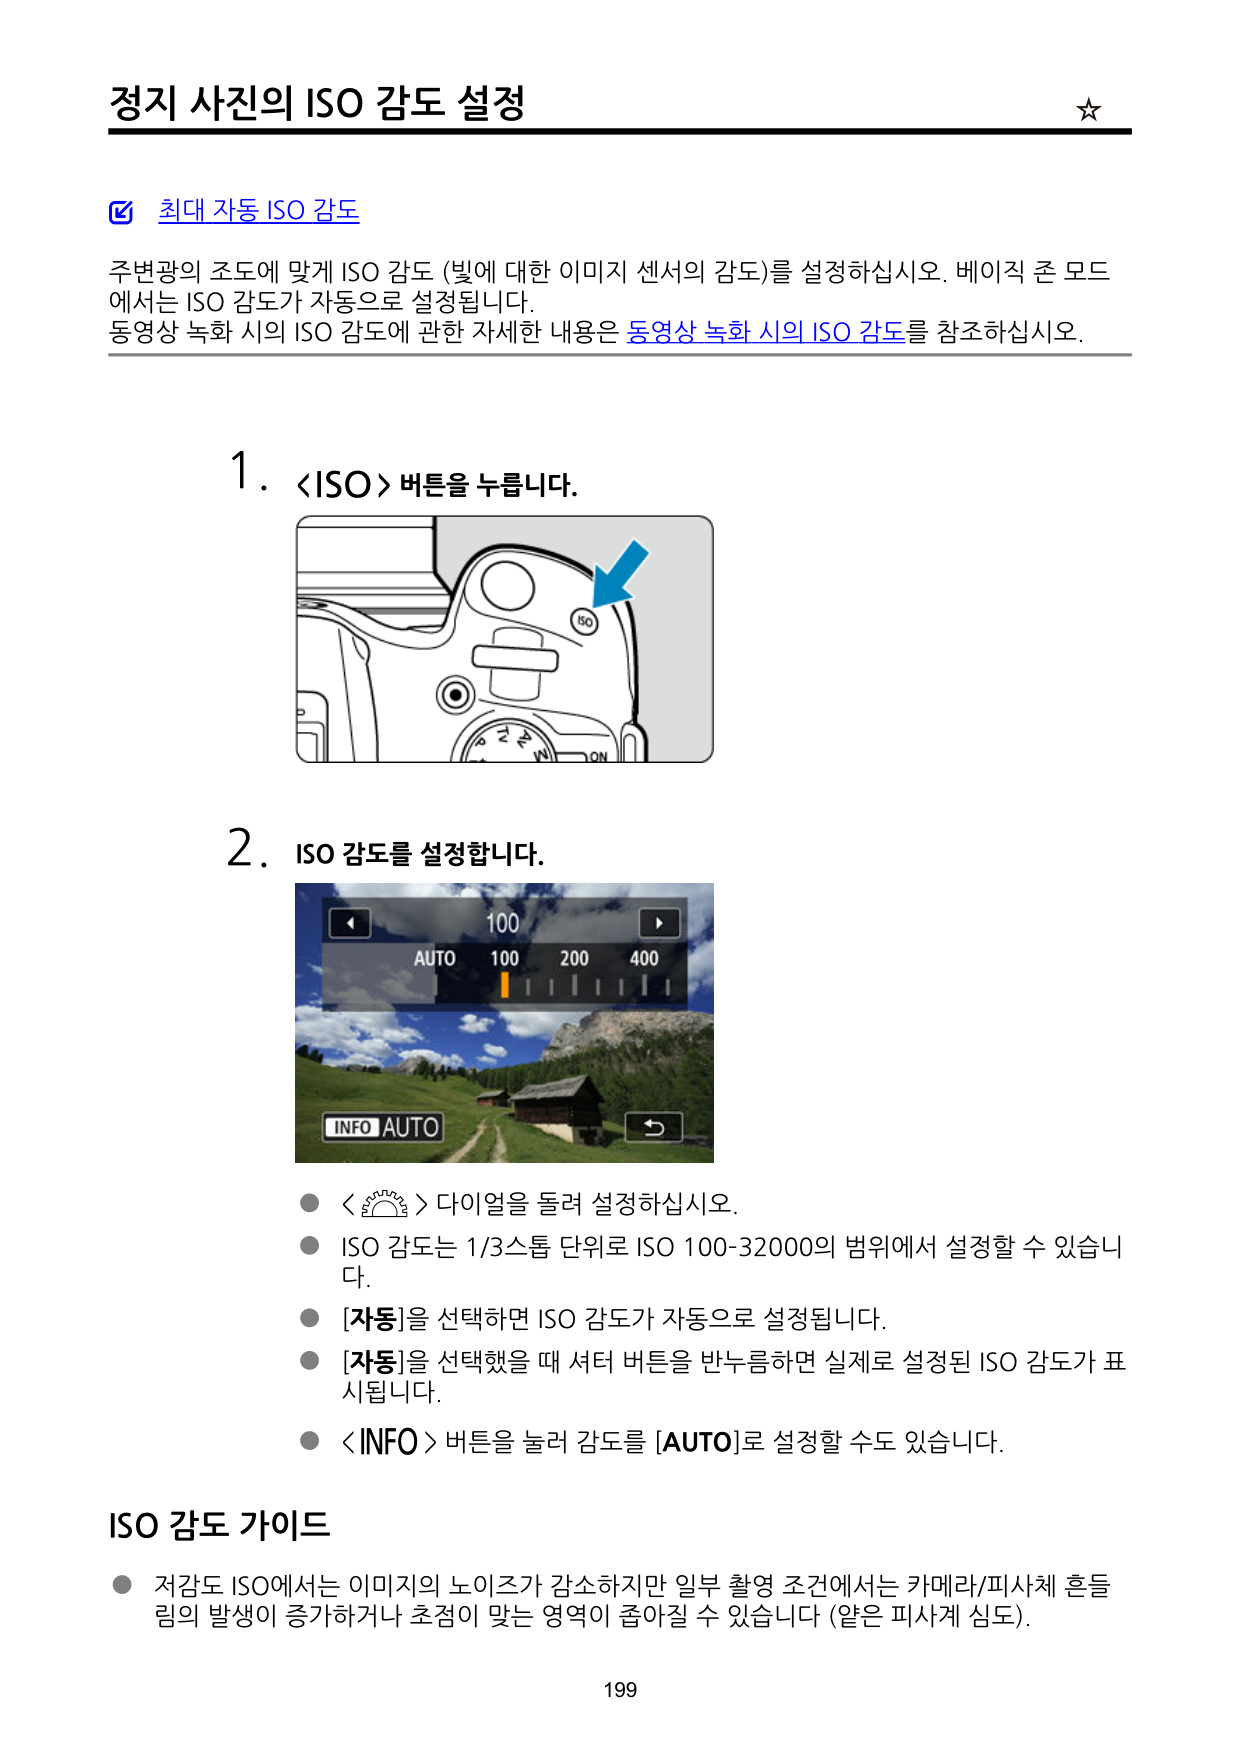 정지 사진의 ISO 감도 설정 ☆
최대 자동 ISO 감도
주변광의 조도에 맞게 ISO 감도 (빛에 대한 이미지 센서의 감도)를 설정하십시오. 베이직 존 모드
에서는 ISO 감도가 자동으로 설정됩니다.
동영상 녹화 시의 ISO 감도에 관한 자세한 내용은 동영상 녹화 시의 ISO 감도를 참조하십시오.
1. <ISO> 버튼을 누릅니다.
ISO
P Tv Av M
ON
2. ISO 감도를 설정합니다.
100
AUTO 100 200 400
INFO AUTO
● < > 다이얼을 돌려 설정하십시오.
● ISO 감도는 1/3스톱 단위로 ISO 100-32000의 범위에서 설정할 수 있습니
다.
● [자동]을 선택하면 ISO 감도가 자동으로 설정됩니다.
● [자동]을 선택했을 때 셔터 버튼을 반누름하면 실제로 설정된 ISO 감도가 표
시됩니다.
● <INFO> 버튼을 눌러 감도를 [AUTO]로 설정할 수도 있습니다.
ISO 감도 가이드
● 저감도 ISO에서는 이미지의 노이즈가 감소하지만 일부 촬영 조건에서는 카메라/피사체 흔들
림의 발생이 증가하거나 초점이 맞는 영역이 좁아질 수 있습니다 (얕은 피사계 심도).
199